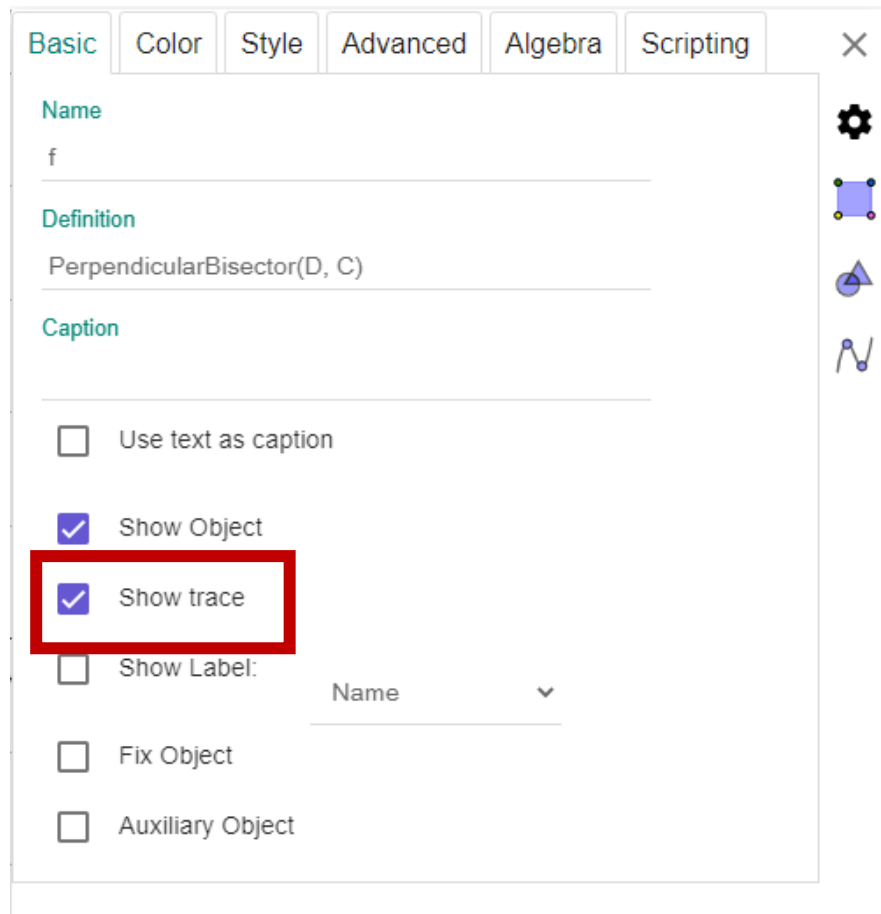 Basic Color Style Advanced Algebra Scripting
Name
f
Definition
PerpendicularBisector(D, C)
Caption
Use text as caption
Show Object
Show trace
Show Label:
Name
Fix Object
Auxiliary Object